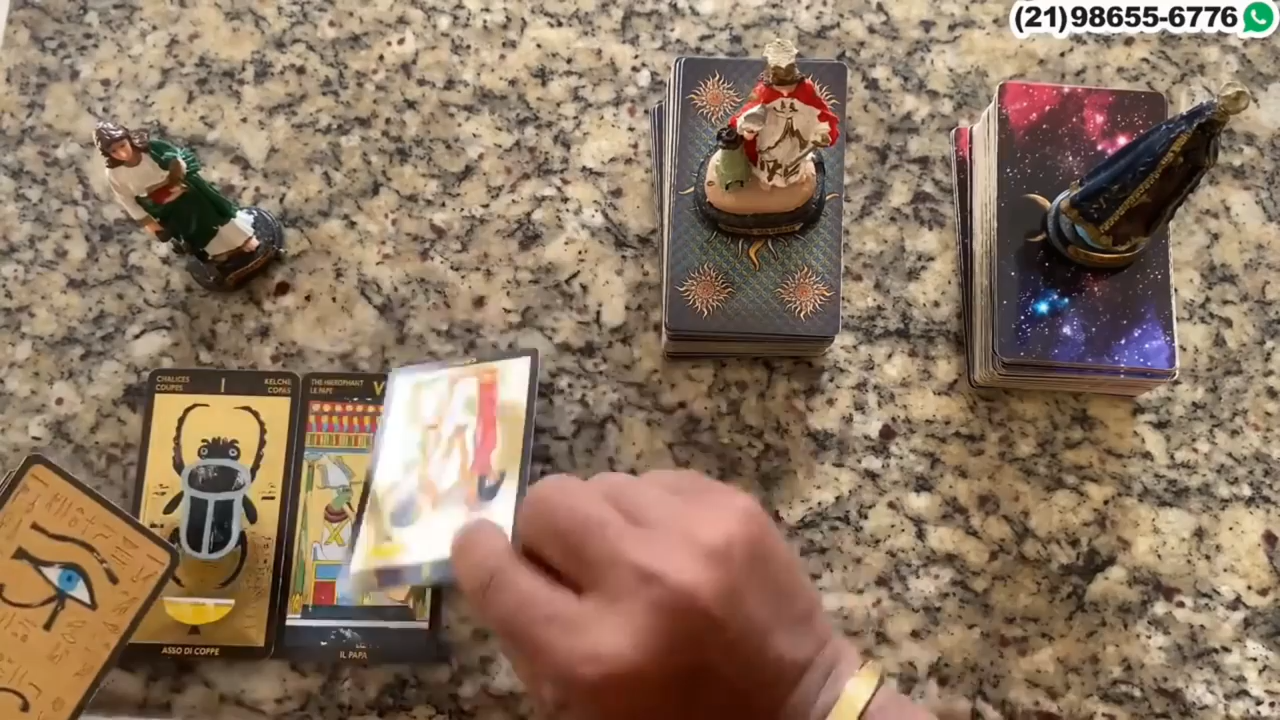 (21)98655-6776
CHALICES
COUPES
I
KELCHE
COPAS
THE HIEROPHANT
LE PAPE
V
ASSO DI COPPE
IL PAPA